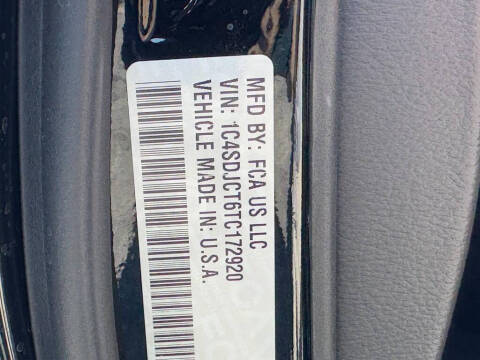 MFD BY: FCA US LLC
VIN: 1C4SDJCT6TC172920
VEHICLE MADE IN: U.S.A.